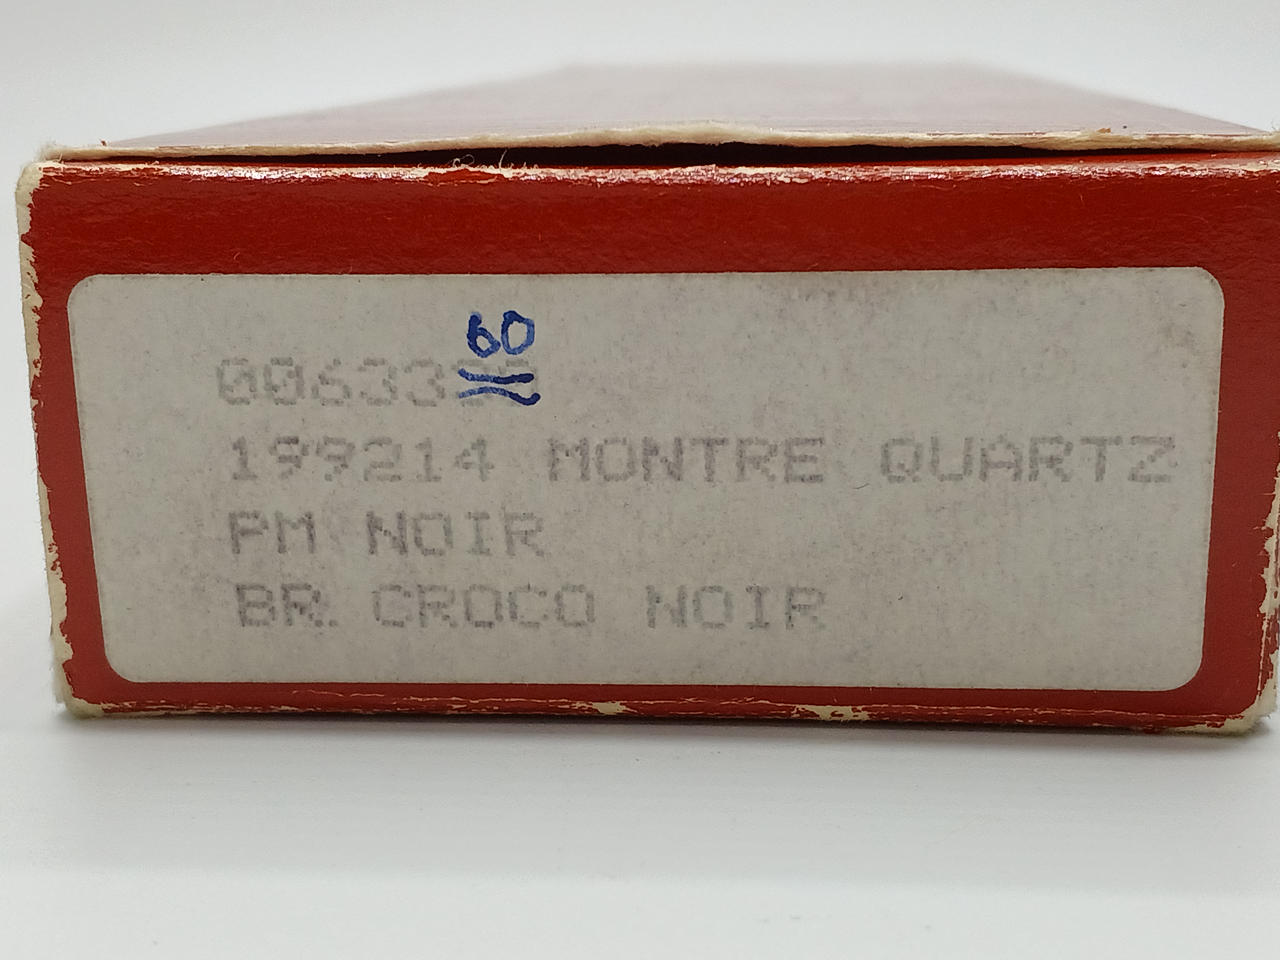 60
00633
199214 MONTRE QUARTZ
PM NOIR
BR. CROCO NOIR